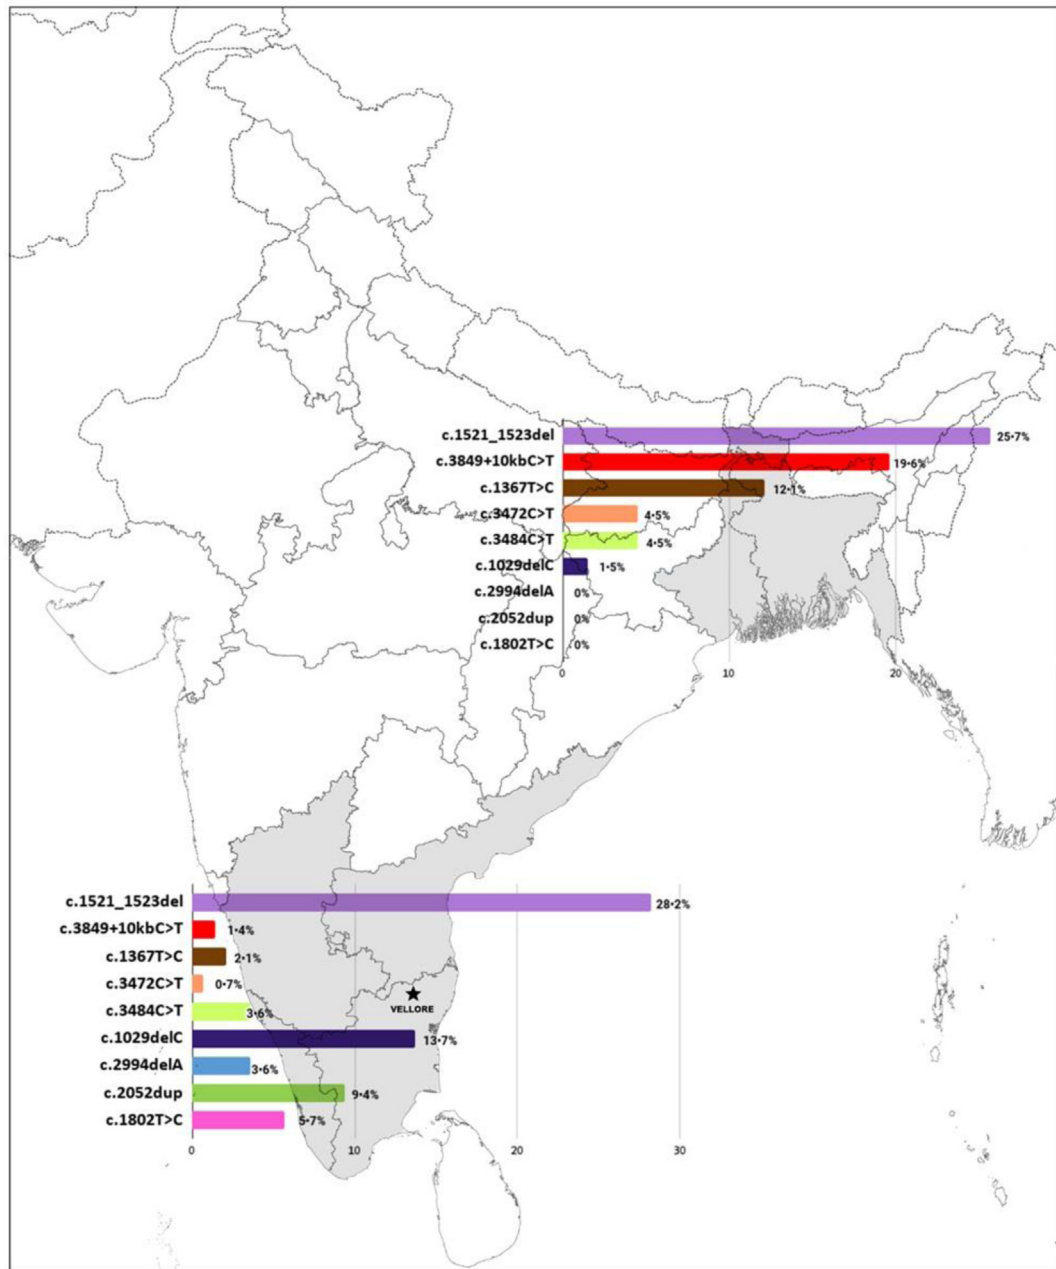 c.1521_1523del 25·7%
c.3849+10kbC>T 19·6%
c.1367T>C 12·1%
c.3472C>T 4·5%
c.3484C>T 4·5%
c.1029delC 1·5%
c.2994delA 0%
c.2052dup 0%
c.1802T>C 0%
0 10 20
c.1521_1523del 28·2%
c.3849+10kbC>T 1·4%
c.1367T>C 2·1%
c.3472C>T 0·7%
VELLORE
c.3484C>T 3·6%
c.1029delC 13·7%
c.2994delA 3·6%
c.2052dup 9·4%
c.1802T>C 5·7%
0 10 20 30